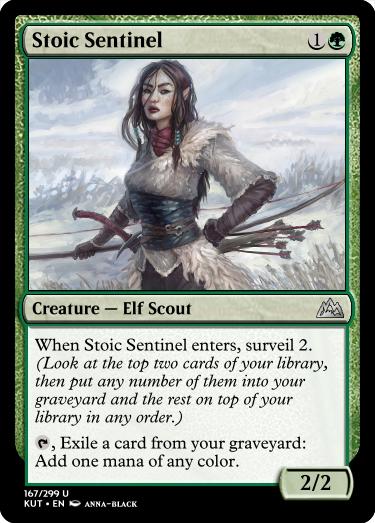 Stoic Sentinel 1
Creature — Elf Scout
When Stoic Sentinel enters, surveil 2.
(Look at the top two cards of your library,
then put any number of them into your
graveyard and the rest on top of your
library in any order.)
, Exile a card from your graveyard:
Add one mana of any color.
2/2
167/299 U
KUT • EN ANNA-BLACK